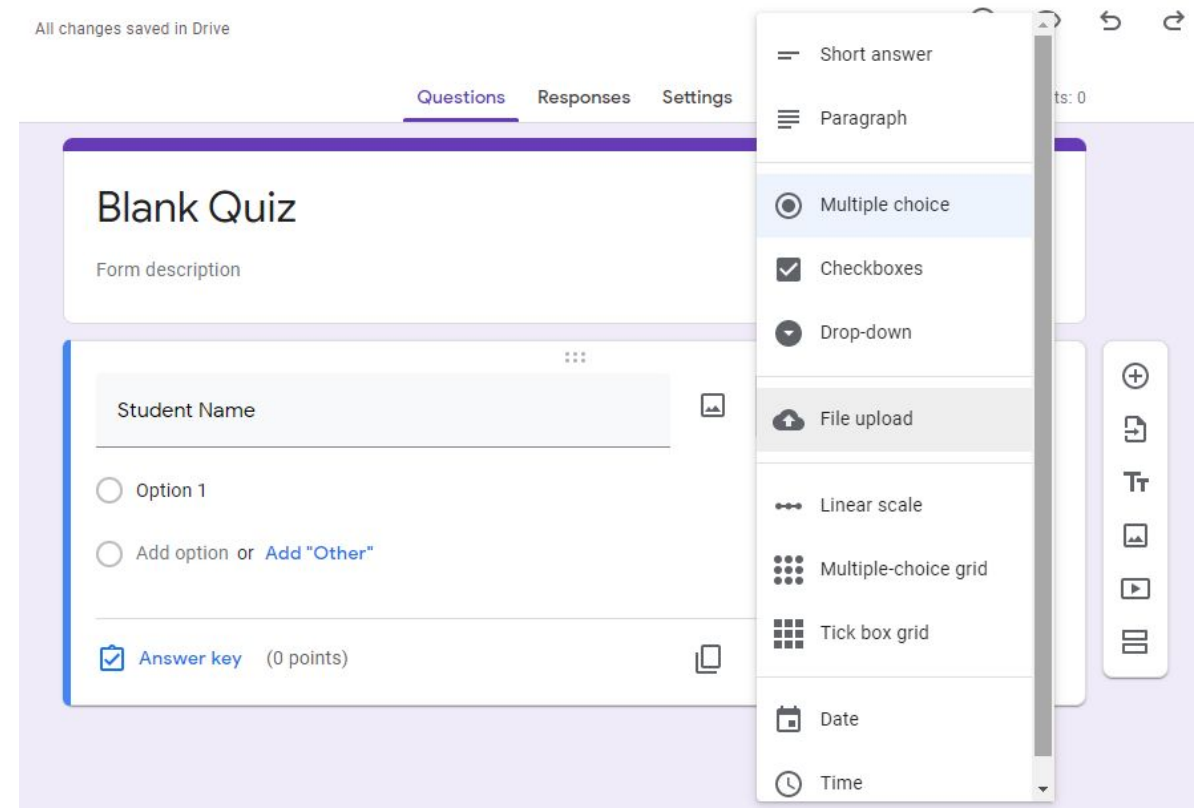 All changes saved in Drive
Questions Responses Settings ts: 0
Blank Quiz
Form description
Student Name
Option 1
Add option or Add "Other"
Answer key (0 points)
Short answer
Paragraph
Multiple choice
Checkboxes
Drop-down
File upload
Linear scale
Multiple-choice grid
Tick box grid
Date
Time
Tт